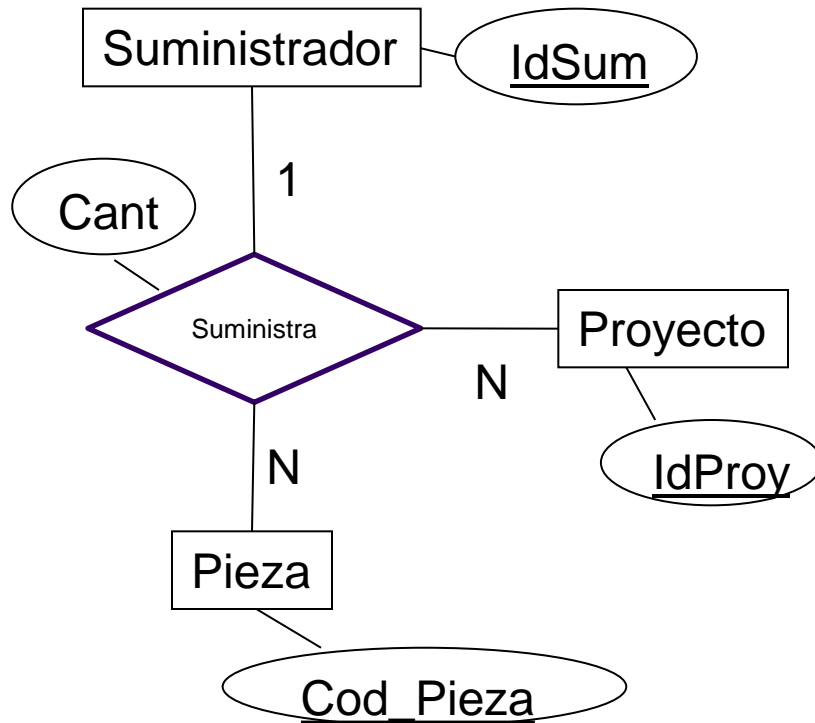 Suministrador
IdSum
1
Cant
Suministra
Proyecto
N
N
IdProy
Pieza
Cod_Pieza